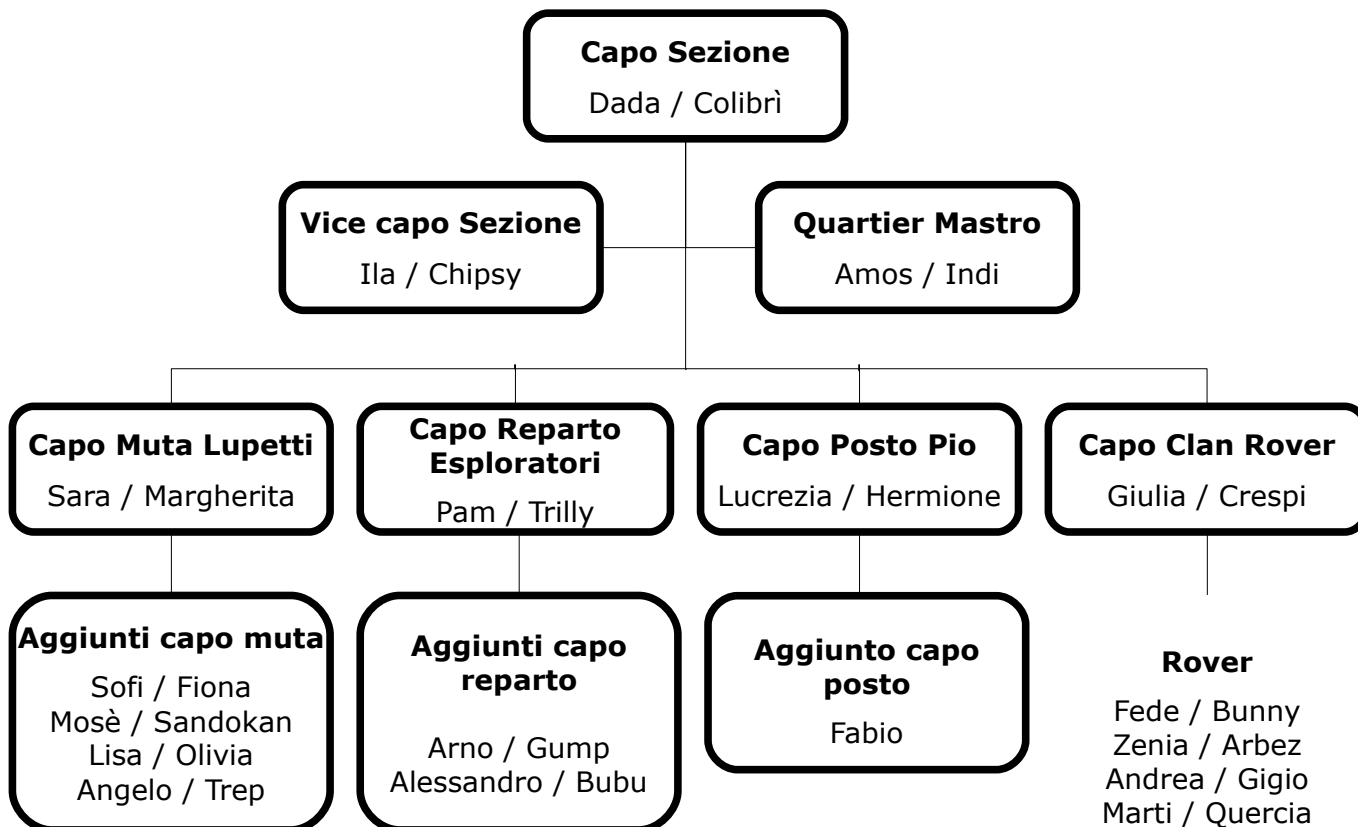 Capo Sezione
Dada / Colibrì
Vice capo Sezione
Ila / Chipsy
Quartier Mastro
Amos / Indi
Capo Muta Lupetti
Sara / Margherita
Capo Reparto
Esploratori
Pam / Trilly
Capo Posto Pio
Lucrezia / Hermione
Capo Clan Rover
Giulia / Crespi
Aggiunti capo muta
Sofi / Fiona
Mosè / Sandokan
Lisa / Olivia
Angelo / Trep
Aggiunti capo
reparto
Arno / Gump
Alessandro / Bubu
Aggiunto capo
posto
Fabio
Rover
Fede / Bunny
Zenia / Arbez
Andrea / Gigio
Marti / Quercia